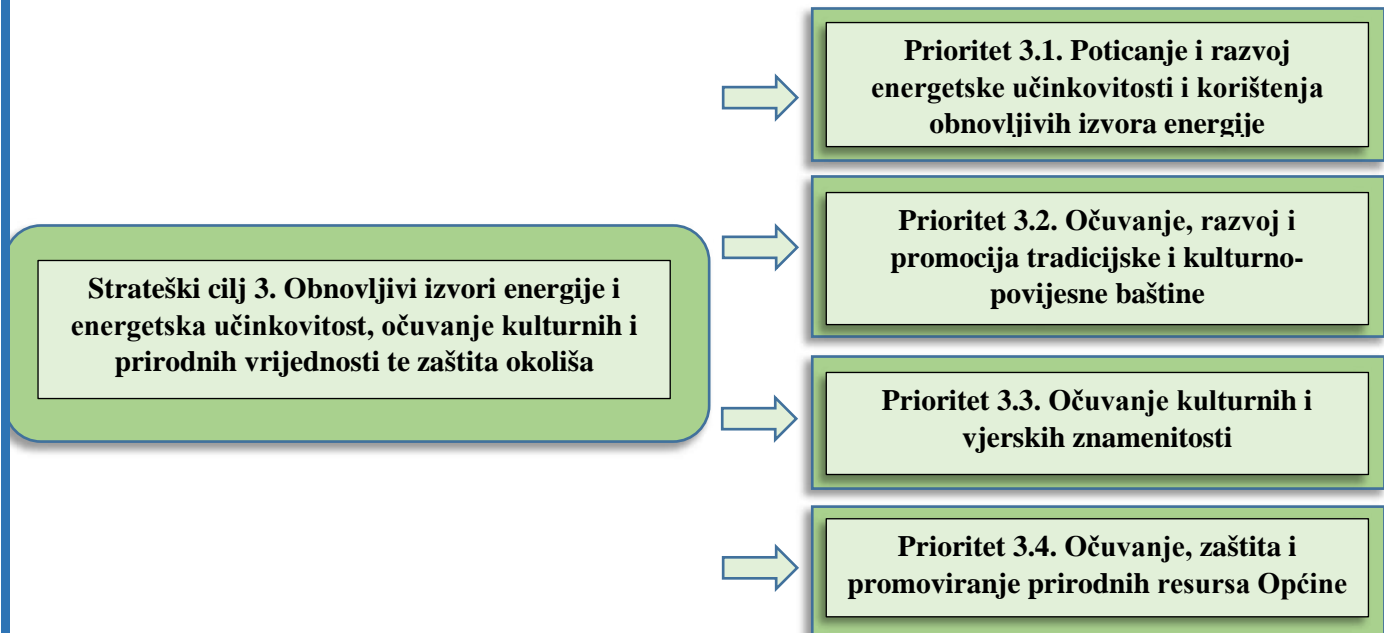 Prioritet 3.1. Poticanje i razvoj
energetske učinkovitosti i korištenja
obnovljivih izvora energije
Prioritet 3.2. Očuvanje, razvoj i
promocija tradicijske i kulturno-
povijesne baštine
Strateški cilj 3. Obnovljivi izvori energije i
energetska učinkovitost, očuvanje kulturnih i
prirodnih vrijednosti te zaštita okoliša
Prioritet 3.3. Očuvanje kulturnih i
vjerskih znamenitosti
Prioritet 3.4. Očuvanje, zaštita i
promoviranje prirodnih resursa Općine